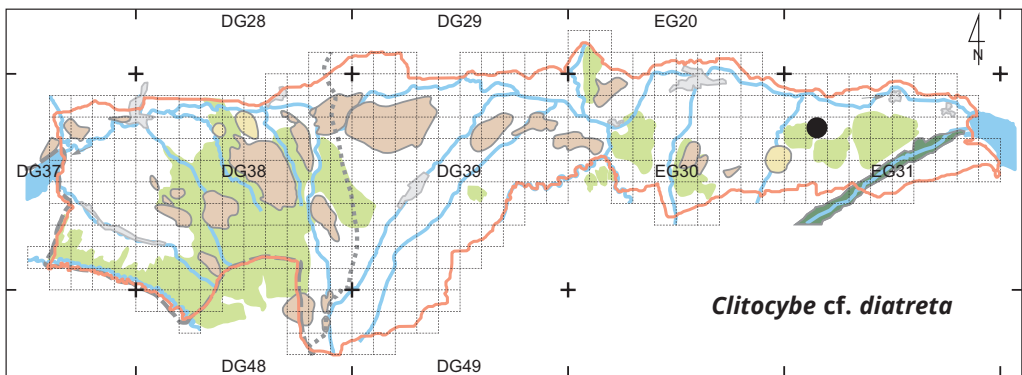 DG28 DG29 EG20
N
DG37 DG38 DG39 EG30 EG31
Clitocybe cf. diatreta
DG48 DG49